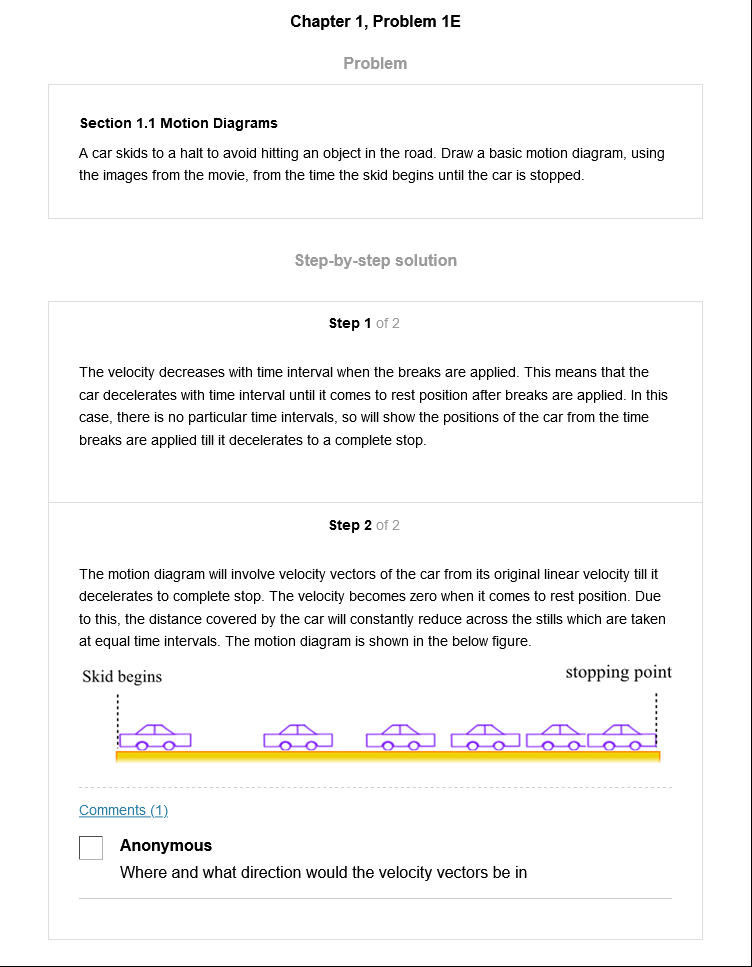 Chapter 1, Problem 1E
Problem
Section 1.1 Motion Diagrams
A car skids to a halt to avoid hitting an object in the road. Draw a basic motion diagram, using
the images from the movie, from the time the skid begins until the car is stopped.
Step-by-step solution
Step 1 of 2
The velocity decreases with time interval when the breaks are applied. This means that the
car decelerates with time interval until it comes to rest position after breaks are applied. In this
case, there is no particular time intervals, so will show the positions of the car from the time
breaks are applied till it decelerates to a complete stop.
Step 2 of 2
The motion diagram will involve velocity vectors of the car from its original linear velocity till it
decelerates to complete stop. The velocity becomes zero when it comes to rest position. Due
to this, the distance covered by the car will constantly reduce across the stills which are taken
at equal time intervals. The motion diagram is shown in the below figure.
Skid begins
stopping point
Comments (1)
Anonymous
Where and what direction would the velocity vectors be in